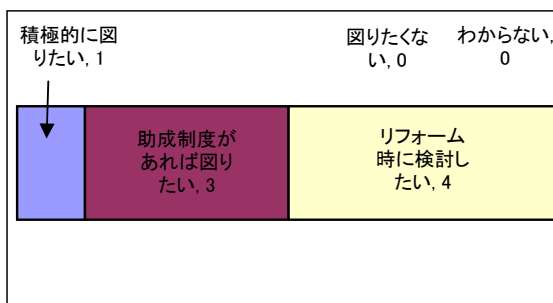 積極的に図
りたい, 1
図りたくな
い, 0
わからない,
0
助成制度が
あれば図り
たい, 3
リフォーム
時に検討し
たい, 4